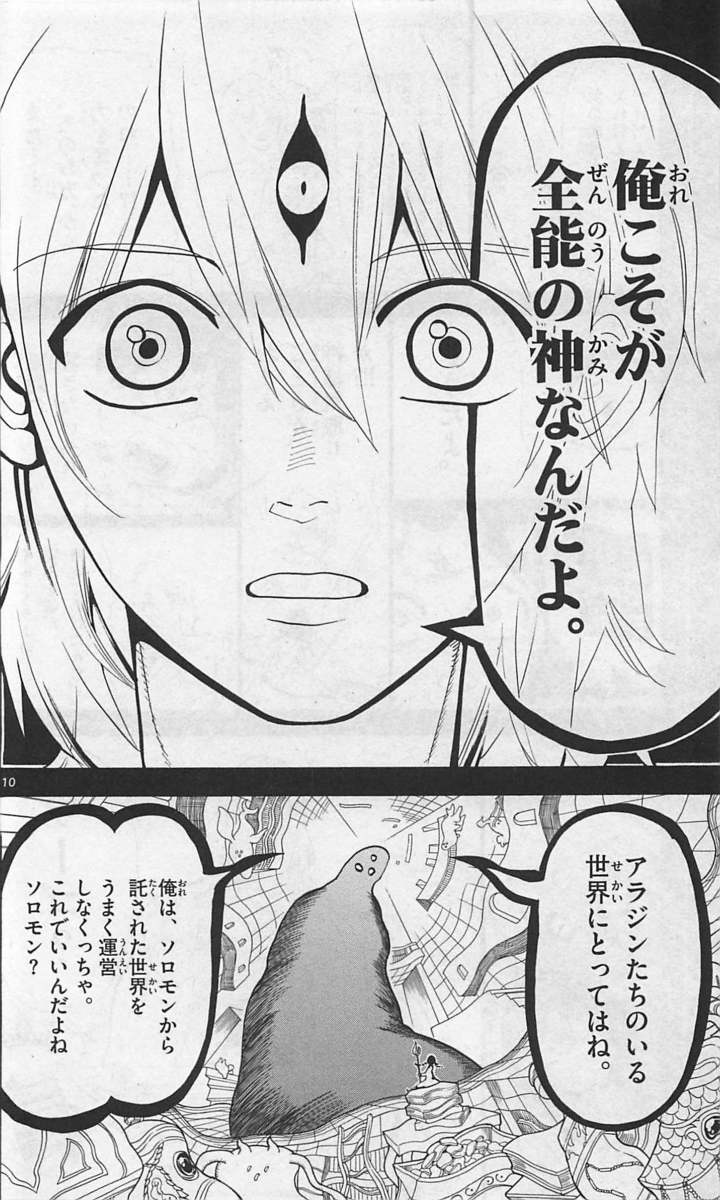 俺こそが
全能の神なんだよ。
10
アラジンたちのいる
世界にとってはね。
俺は、ソロモンから
託された世界を
うまく運営
しなくっちゃ。
これでいいんだよね
ソロモン？